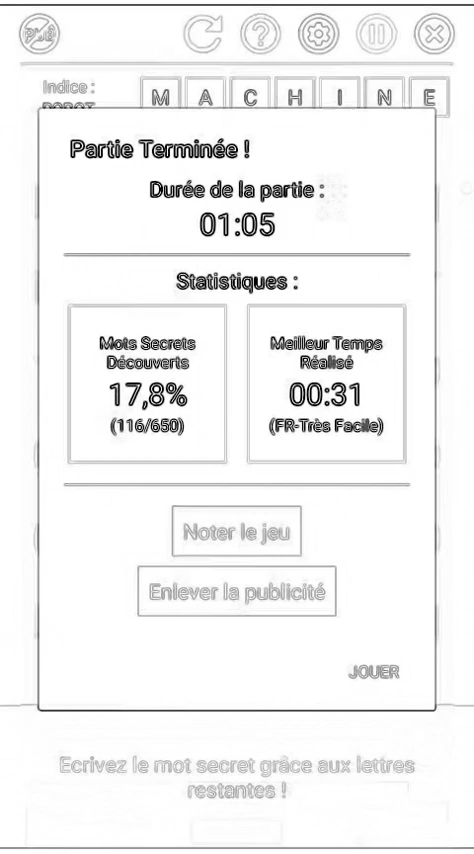 PUB
Indice :
ROBOT
M A C H I N E
Partie Terminée !
Durée de la partie :
01:05
Statistiques :
Mots Secrets
Découverts
17,8%
(116/650)
Meilleur Temps
Réalisé
00:31
(FR-Très Facile)
Noter le jeu
Enlever la publicité
JOUER
Ecrivez le mot secret grâce aux lettres
restantes !